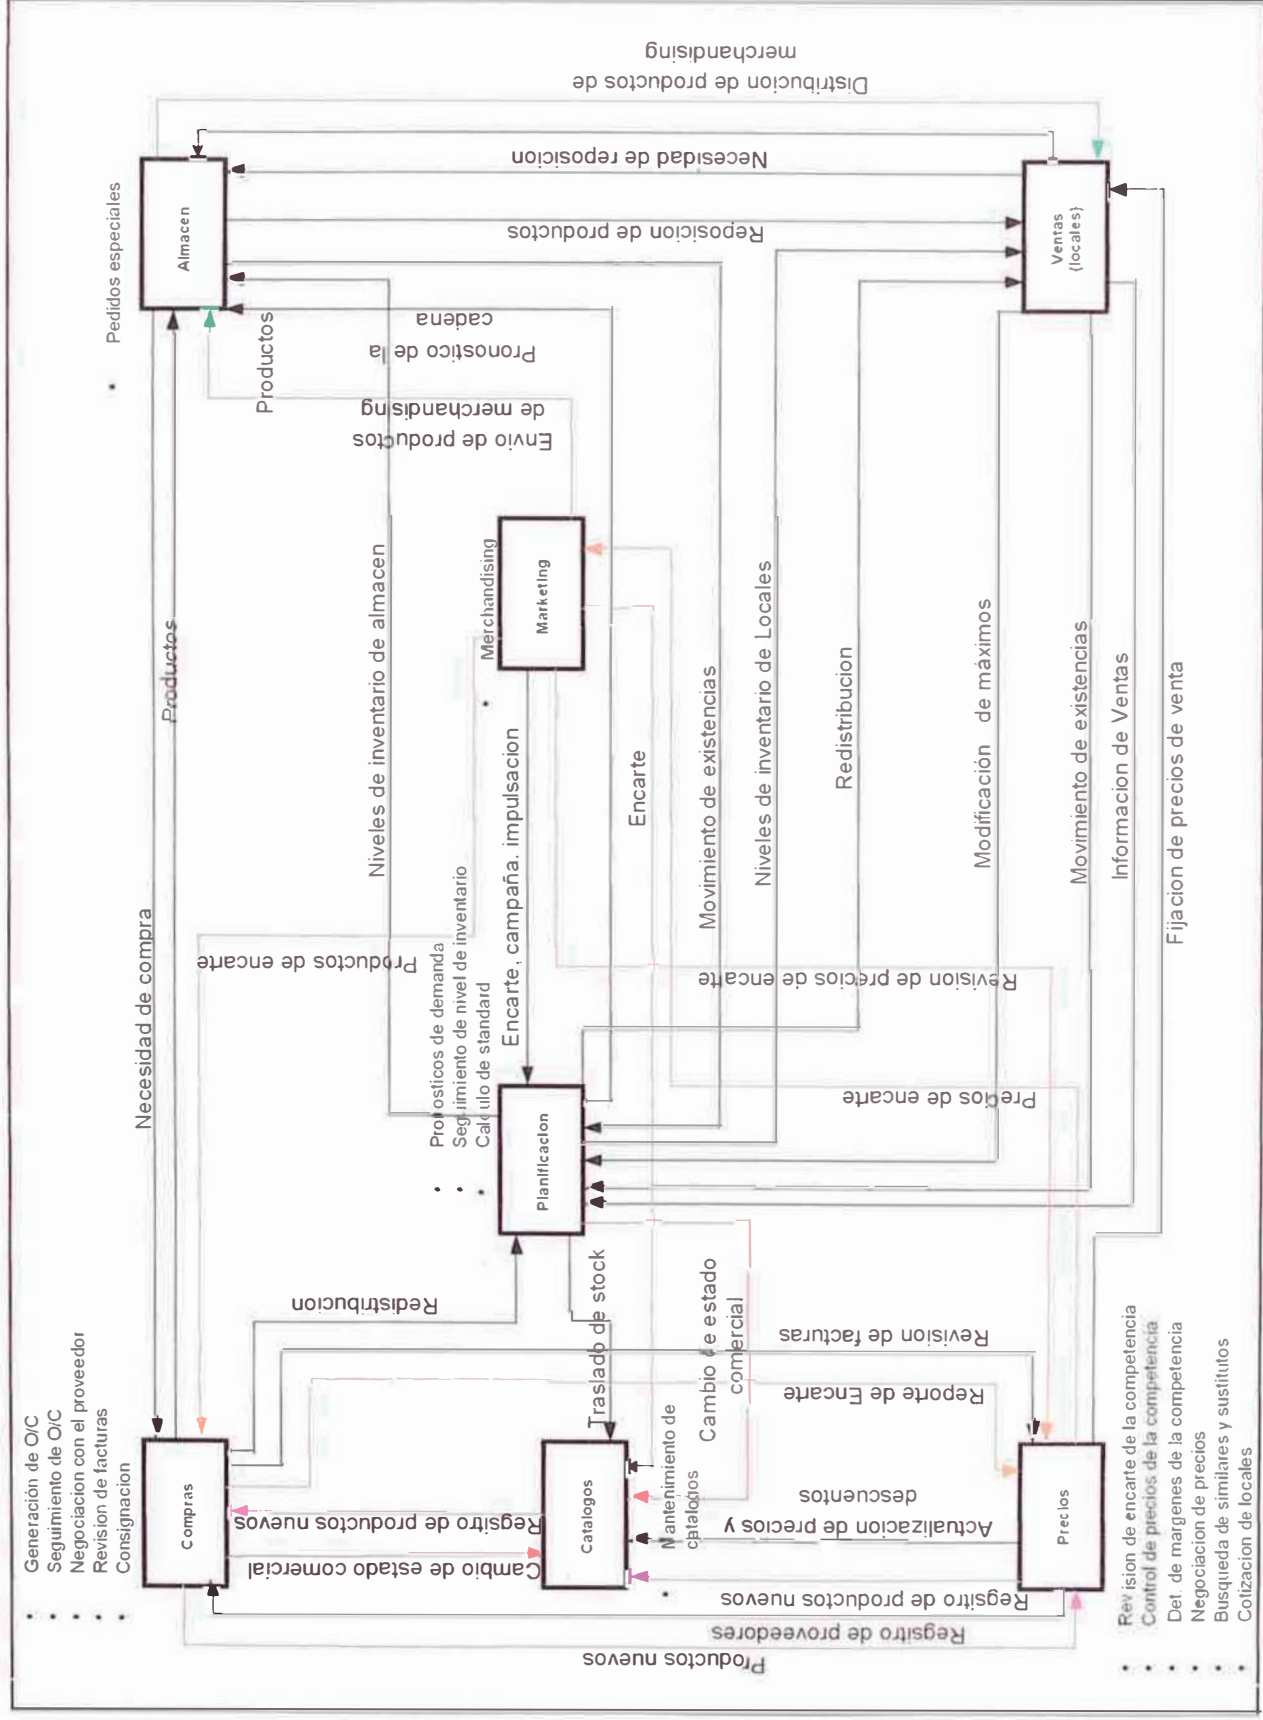 Generación de O/C
Seguimiento de O/C
Negociacion con el proveedor
Revision de facturas
Consignacion
Necesidad de compra
Productos
Pedidos especiales
Compras
Almacen
Productos de encarte
Niveles de inventario de almacen
Productos
Redistribucion
Pronosticos de demanda
Seguimiento de nivel de inventario
Calculo de standard
Merchandising
Envio de productos
de merchandising
Pronostico de la
cadena
Encarte, campaña. impulsacion
Planificacion
Marketing
Registro de productos nuevos
Cambio de estado comercial
Catalogos
Traslado de stock
Encarte
Mantenimiento de
catalogos
Cambio de estado
comercial
Movimiento de existencias
Niveles de inventario de Locales
Redistribucion
Reposicion de productos
Necesidad de reposicion
Distribucion de productos de
merchandising
Revision de precios de encarte
Precios de encarte
Revision de facturas
Reporte de Encarte
Actualizacion de precios y
descuentos
Regsitro de productos nuevos
Registro de proveedores
Productos nuevos
Modificación de máximos
Movimiento de existencias
Informacion de Ventas
Fijacion de precios de venta
Precios
Ventas
(locales)
Revision de encarte de la competencia
Control de precios de la competencia
Det. de margenes de la competencia
Negociacion de precios
Busqueda de similares y sustitutos
Cotizacion de locales